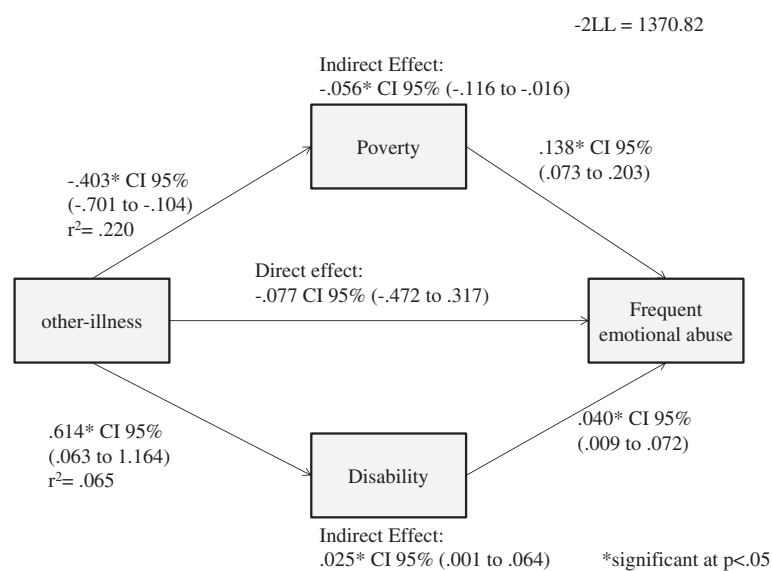 -2LL = 1370.82
Indirect Effect:
-.056* CI 95% (-.116 to -.016)
Poverty
.138* CI 95%
(.073 to .203)
-.403* CI 95%
(-.701 to -.104)
r²= .220
Direct effect:
-.077 CI 95% (-.472 to .317)
other-illness
Frequent
emotional abuse
.614* CI 95%
(.063 to 1.164)
r²= .065
.040* CI 95%
(.009 to .072)
Disability
Indirect Effect:
.025* CI 95% (.001 to .064)
*significant at p<.05